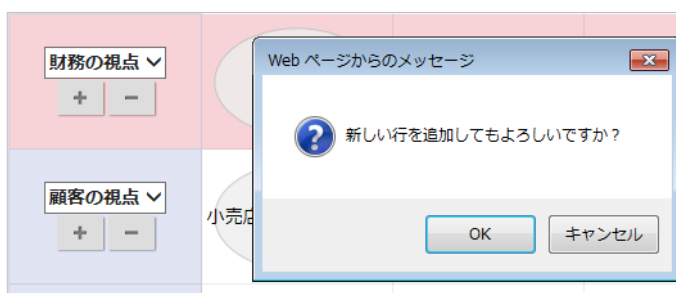 財務の視点
+ −
Web ページからのメッセージ
新しい行を追加してもよろしいですか？
顧客の視点
+ −
小売店
OK キャンセル